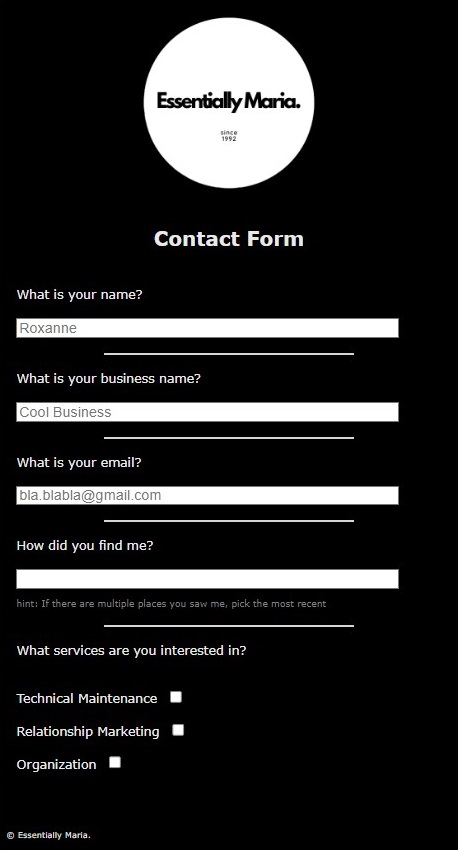 Essentially Maria.
since
1992
Contact Form
What is your name?
Roxanne
What is your business name?
Cool Business
What is your email?
bla.blabla@gmail.com
How did you find me?
hint: If there are multiple places you saw me, pick the most recent
What services are you interested in?
Technical Maintenance
Relationship Marketing
Organization
© Essentially Maria.